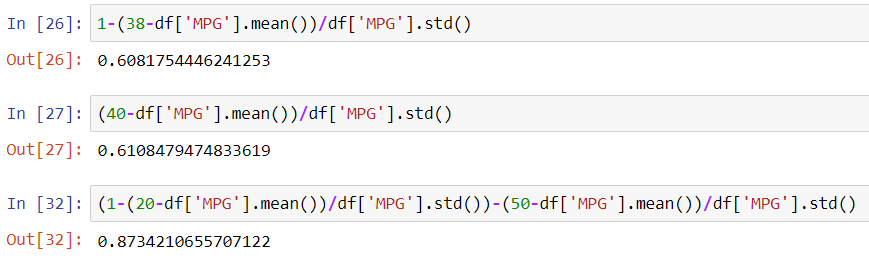 In [26]: 1-(38-df['MPG'].mean())/df['MPG'].std()
Out[26]: 0.6081754446241253
In [27]: (40-df['MPG'].mean())/df['MPG'].std()
Out[27]: 0.6108479474833619
In [32]: (1-(20-df['MPG'].mean())/df['MPG'].std())-(50-df['MPG'].mean())/df['MPG'].std()
Out[32]: 0.8734210655707122